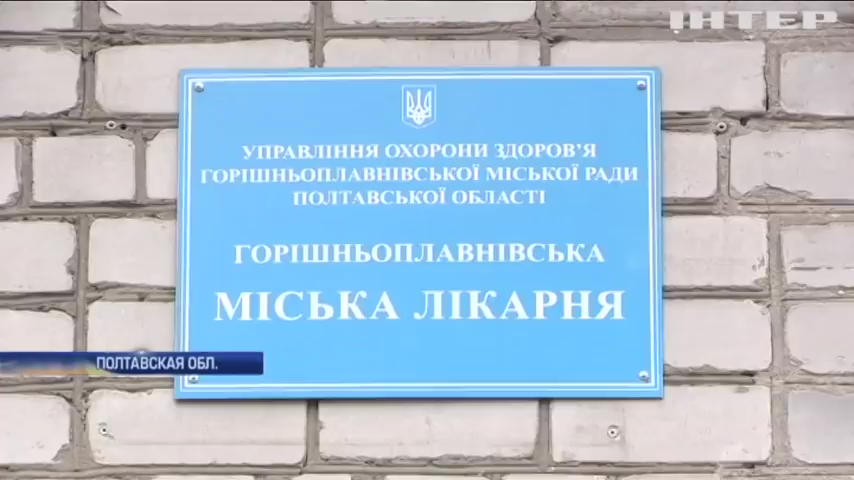 ІНТЕР
УПРАВЛІННЯ ОХОРОНИ ЗДОРОВ'Я
ГОРІШНЬОПЛАВНІВСЬКОЇ МІСЬКОЇ РАДИ
ПОЛТАВСЬКОЇ ОБЛАСТІ
ГОРІШНЬОПЛАВНІВСЬКА
МІСЬКА ЛІКАРНЯ
ПОЛТАВСКАЯ ОБЛ.